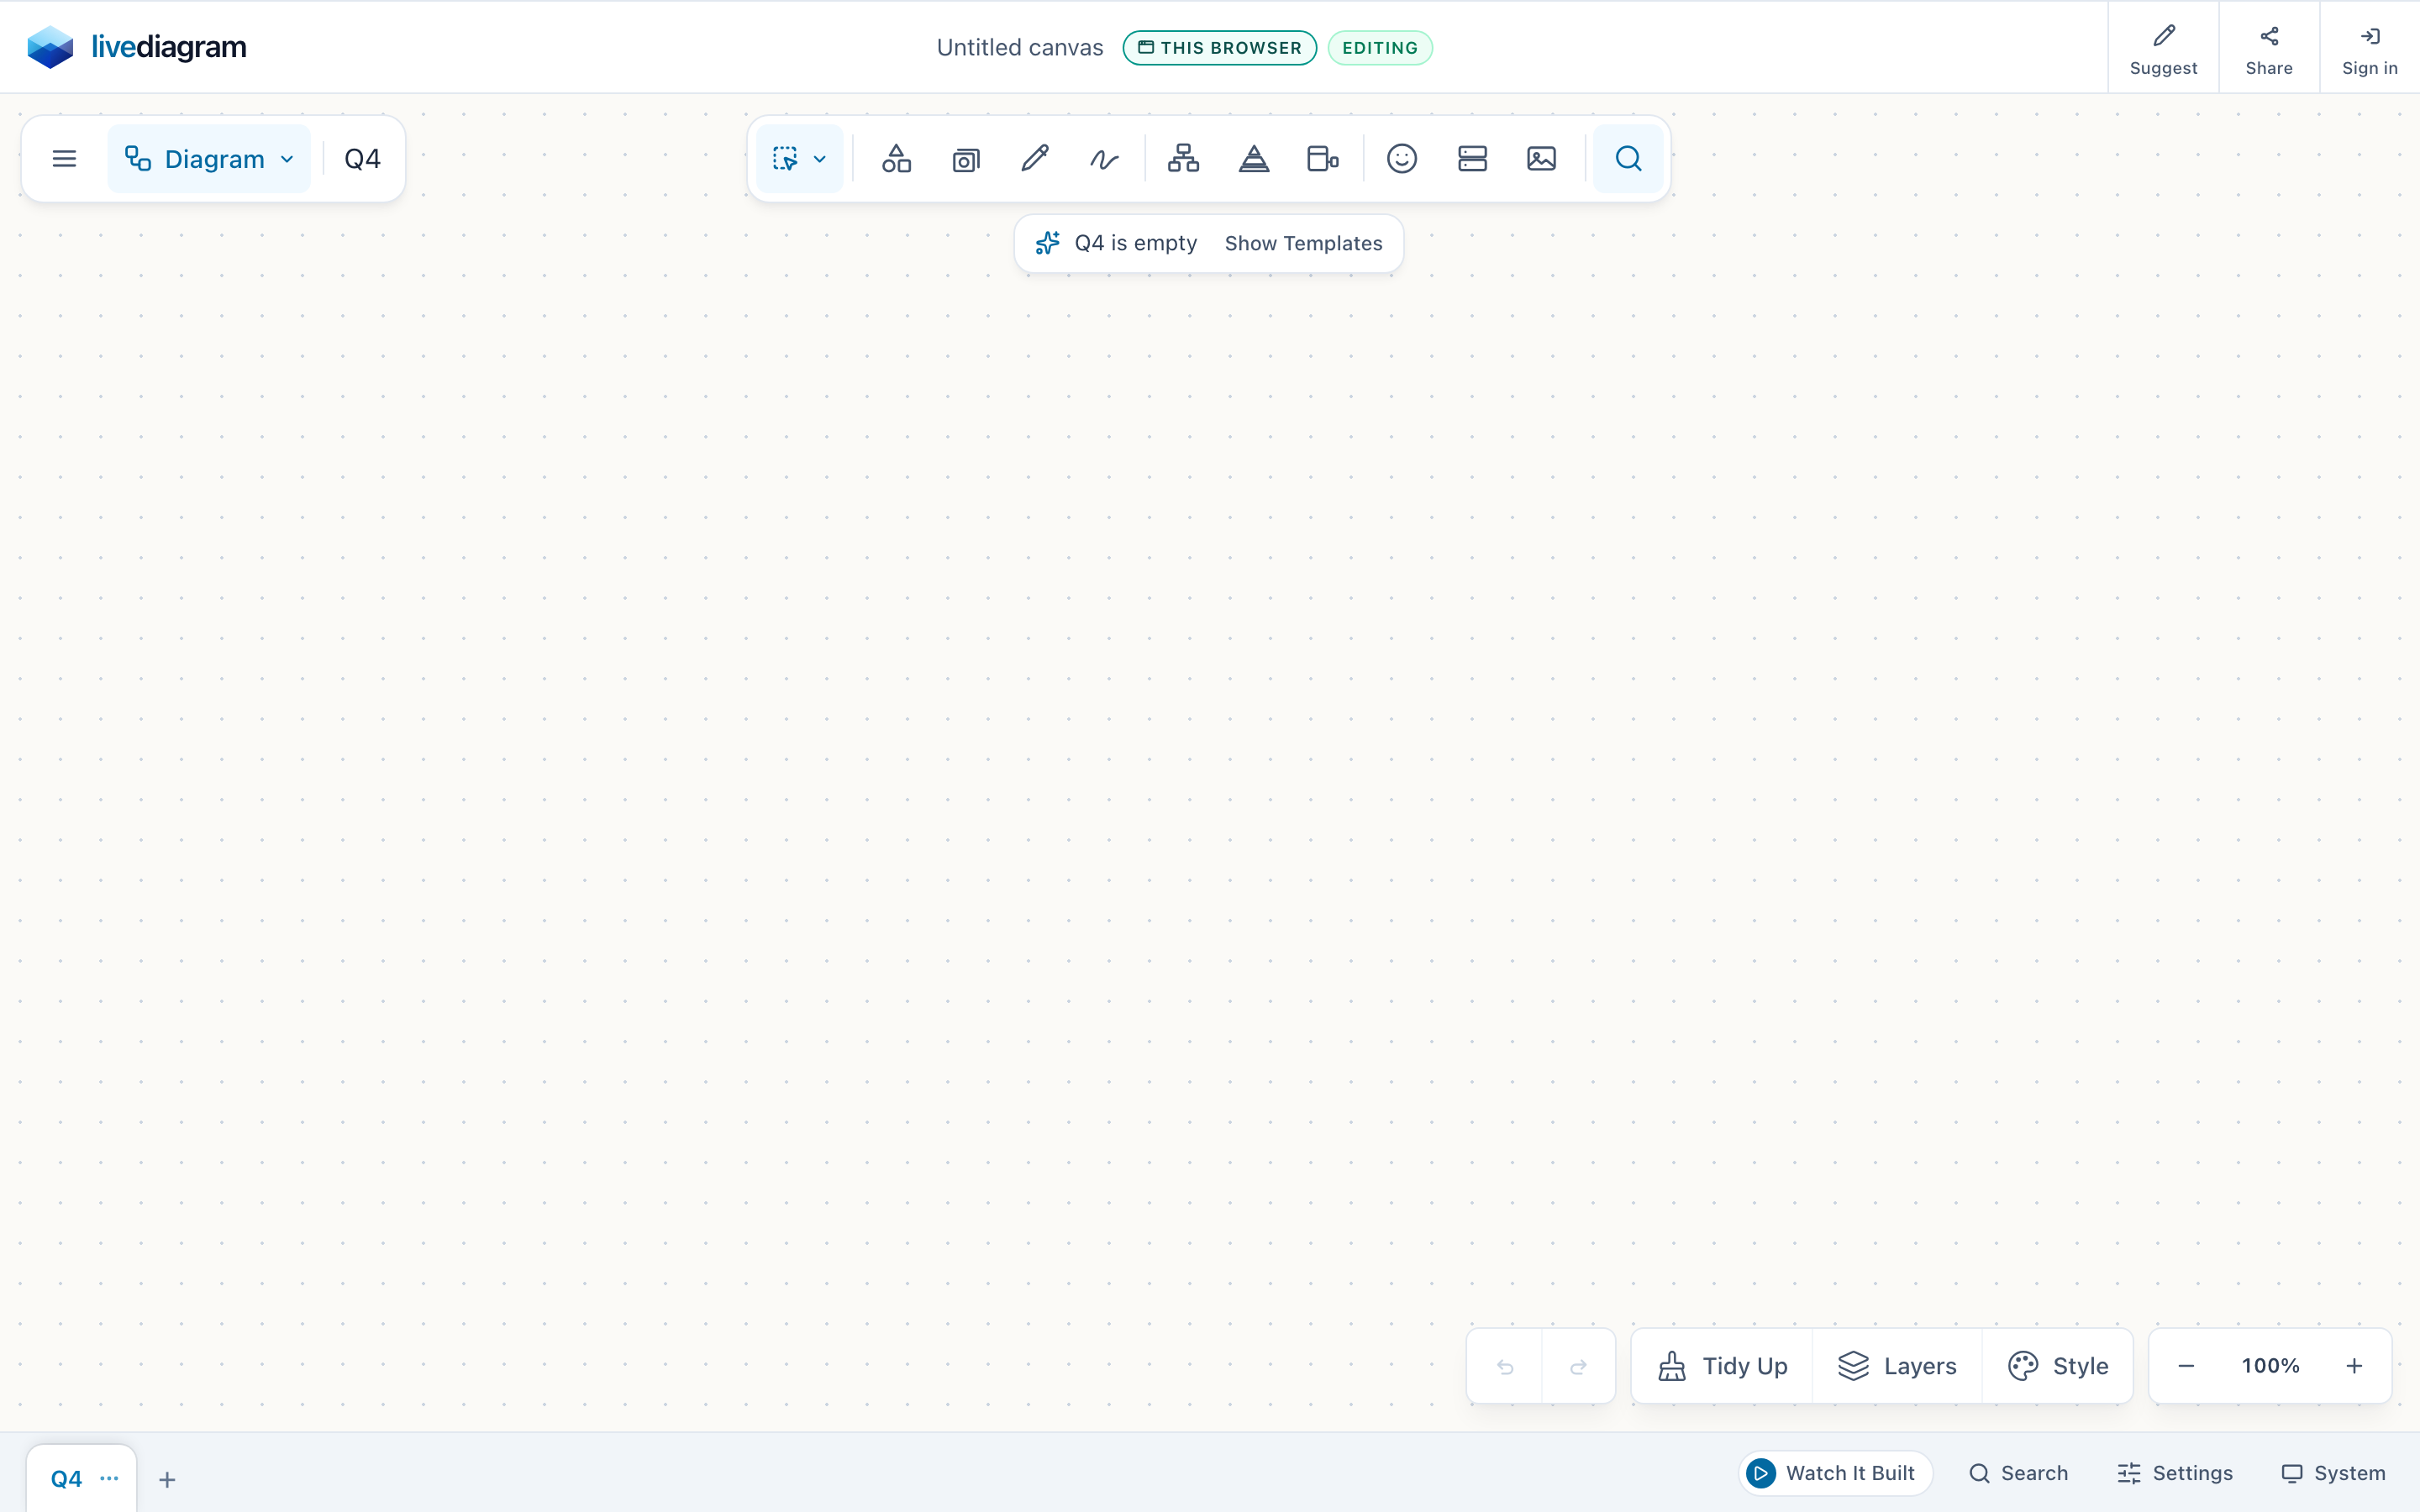 livediagram
Untitled canvas
THIS BROWSER
EDITING
Suggest
Share
Sign in
Diagram
Q4
Q4 is empty
Show Templates
Tidy Up
Layers
Style
100%
Q4
Watch It Built
Search
Settings
System